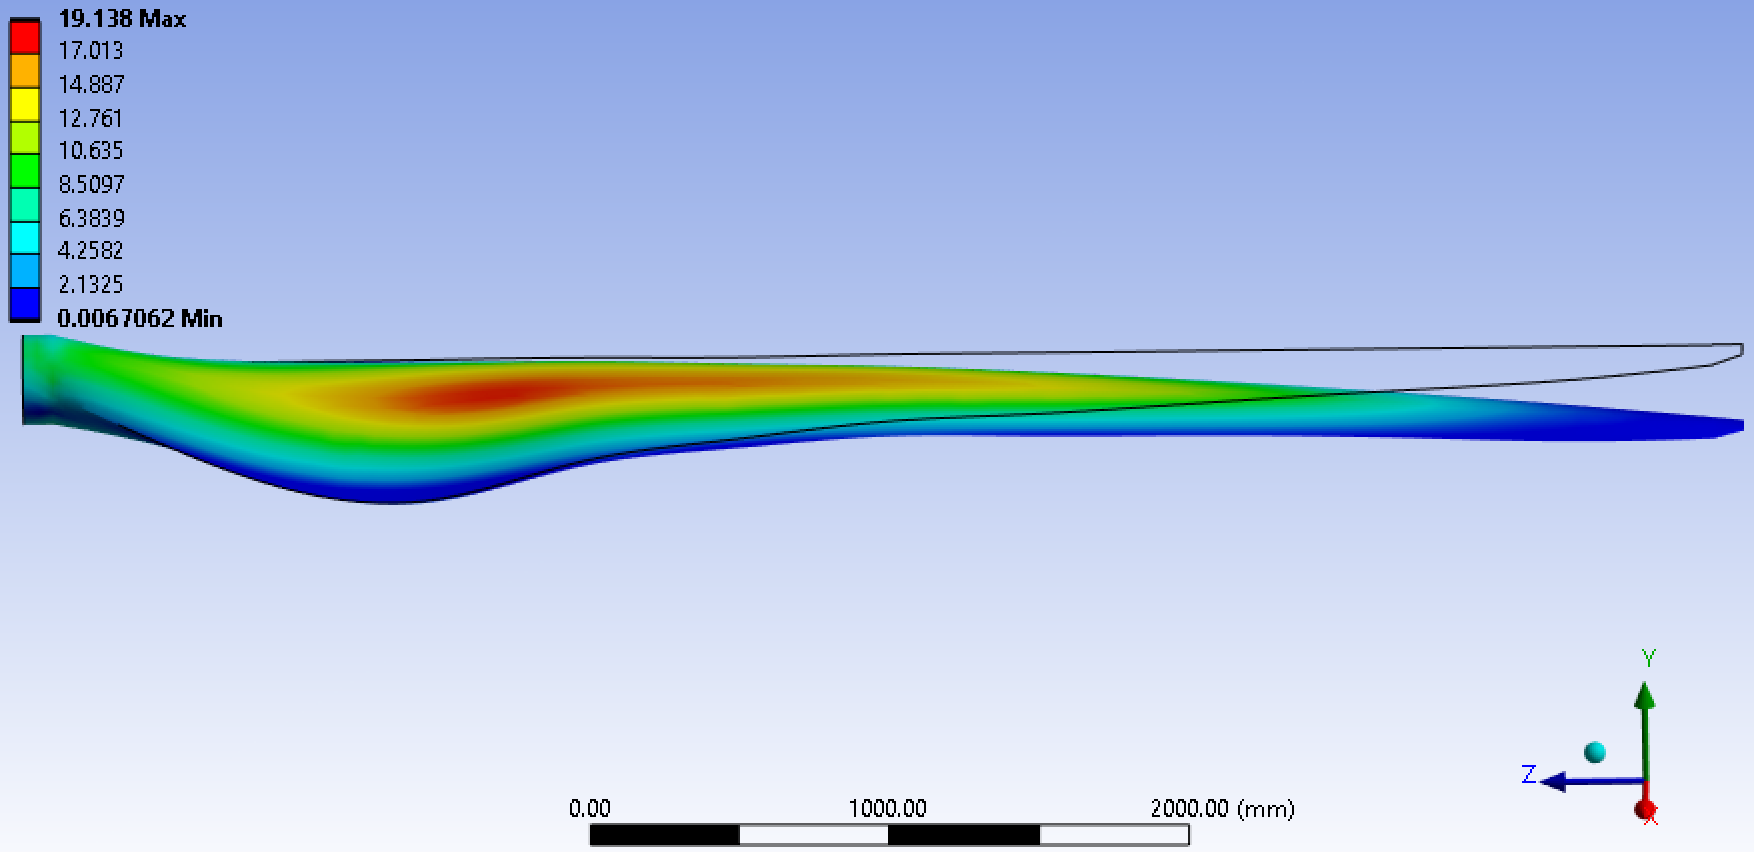 19.138 Max
17.013
14.887
12.761
10.635
8.5097
6.3839
4.2582
2.1325
0.0067062 Min
Y
Z
X
0.00 1000.00 2000.00 (mm)